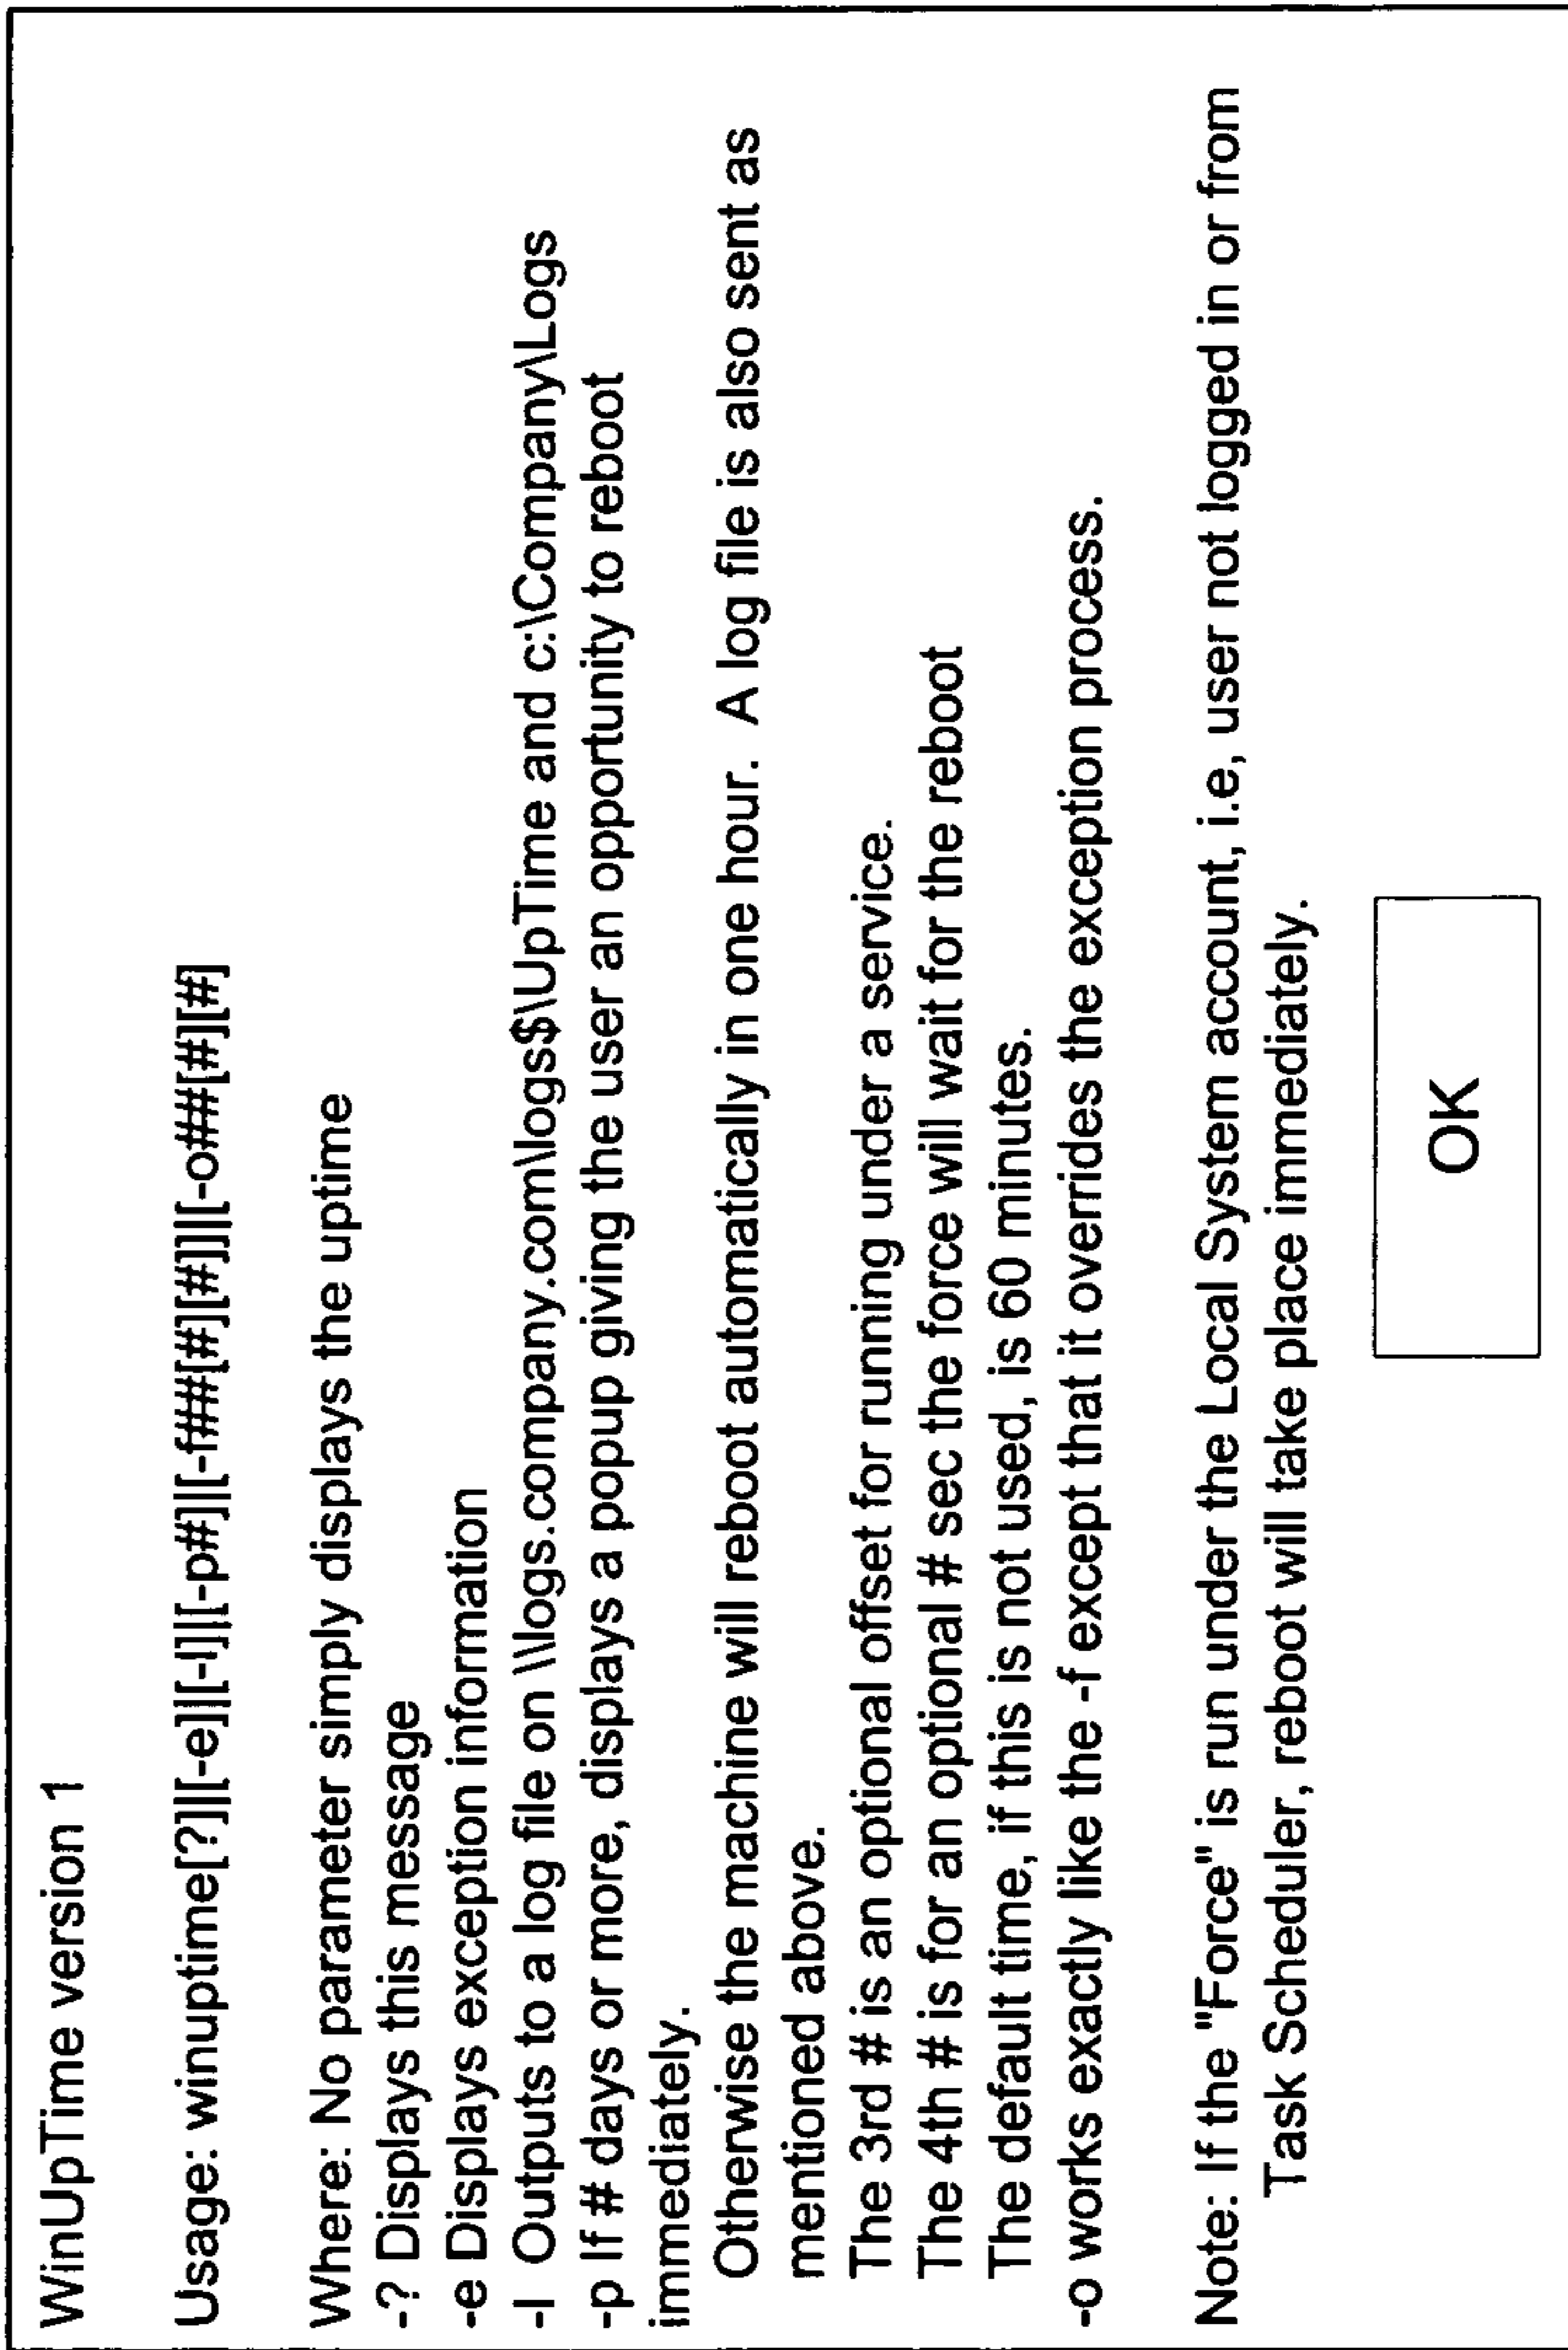 WinUpTime version 1
Usage: winuptime[?]|[-e]|[-l]|[-p#]|[-f##[#][#]]|[-o##[#][#]
Where: No parameter simply displays the uptime
-? Displays this message
-e Displays exception information
-l Outputs to a log file on \\logs.company.com\logs$\UpTime and c:\Company\Logs
-p If # days or more, displays a popup giving the user an opportunity to reboot
immediately.
Otherwise the machine will reboot automatically in one hour. A log file is also sent as
mentioned above.
The 3rd # is an optional offset for running under a service.
The 4th # is for an optional # sec the force will wait for the reboot
The default time, if this is not used, is 60 minutes.
-o works exactly like the -f except that it overrides the exception process.
Note: If the "Force" is run under the Local System account, i.e, user not logged in or from
Task Scheduler, reboot will take place immediately.
OK